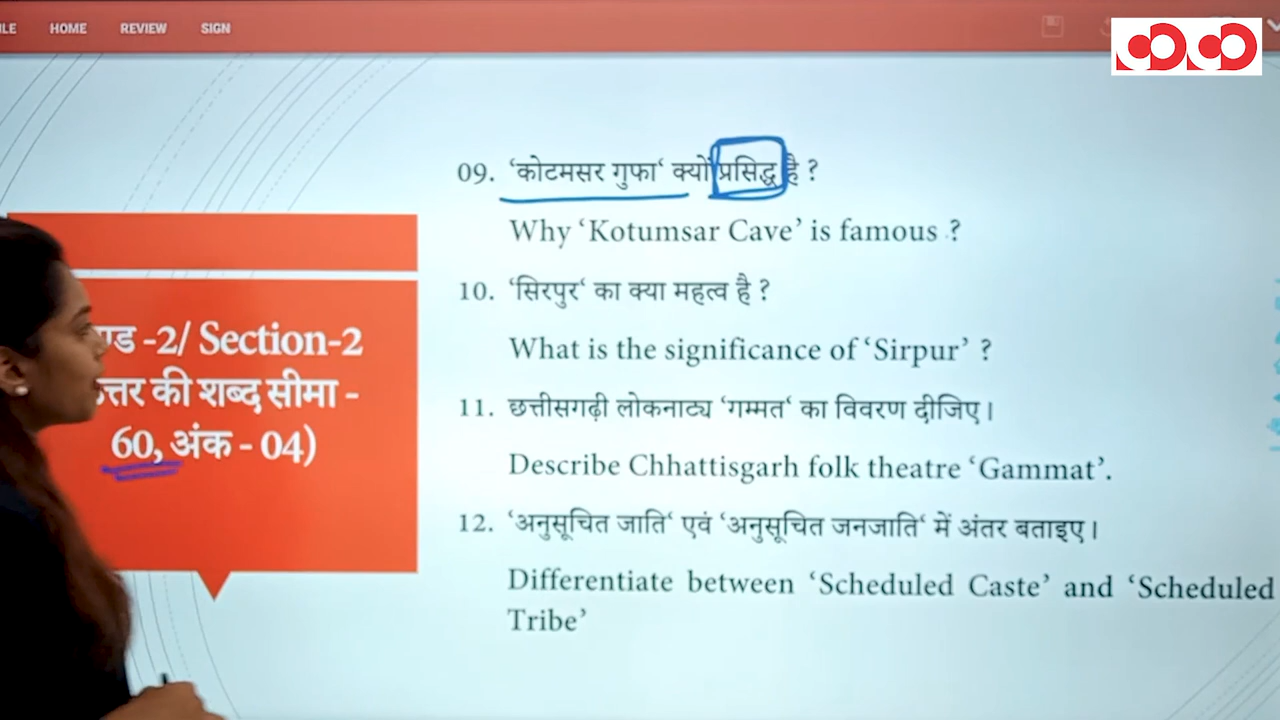 HOME REVIEW SIGN
09. ‘कोटमसर गुफा‘ क्यों प्रसिद्ध है ?
Why ‘Kotumsar Cave’ is famous ?
10. ‘सिरपुर‘ का क्या महत्व है ?
What is the significance of ‘Sirpur’ ?
11. छत्तीसगढ़ी लोकनाट्य ‘गम्मत‘ का विवरण दीजिए।
Describe Chhattisgarh folk theatre ‘Gammat’.
12. ‘अनुसूचित जाति‘ एवं ‘अनुसूचित जनजाति‘ में अंतर बताइए।
Differentiate between ‘Scheduled Caste’ and ‘Scheduled
Tribe’
-2/ Section-2
की शब्द सीमा -
60, अंक - 04)